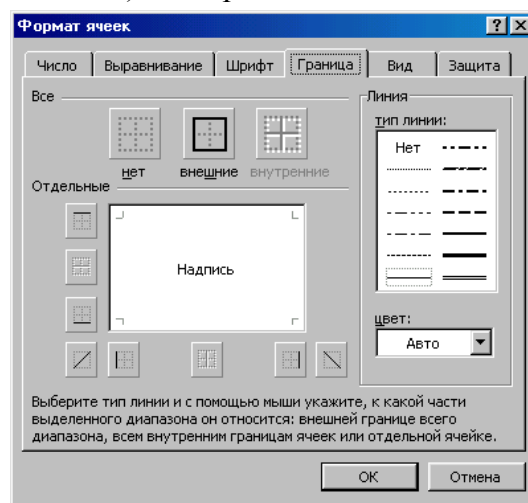 Формат ячеек
Число Выравнивание Шрифт Граница Вид Защита
Все
нет внешние внутренние
Отдельные
Надпись
Линия
тип линии:
Нет
цвет:
Авто
Выберите тип линии и с помощью мыши укажите, к какой части
выделенного диапазона он относится: внешней границе всего
диапазона, всем внутренним границам ячеек или отдельной ячейке.
ОК Отмена